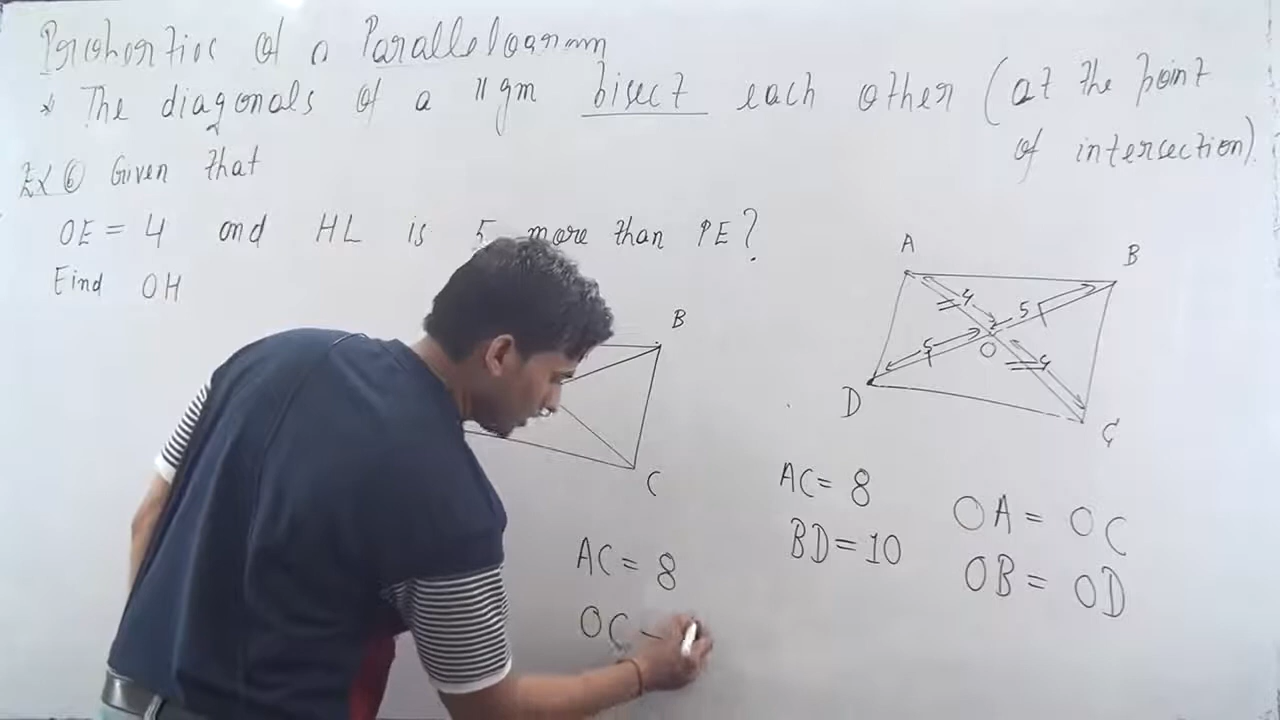 Properties of a Parallelogram
* The diagonals of a ||gm bisect each other (at the point
of intersection).
EX 6 Given that
OE = 4 and HL is 5 more than PE?
Find OH
A
B
4
5
O
5
4
D
C
B
C
AC = 8
BD = 10
OA = OC
OB = OD
AC = 8
OC =